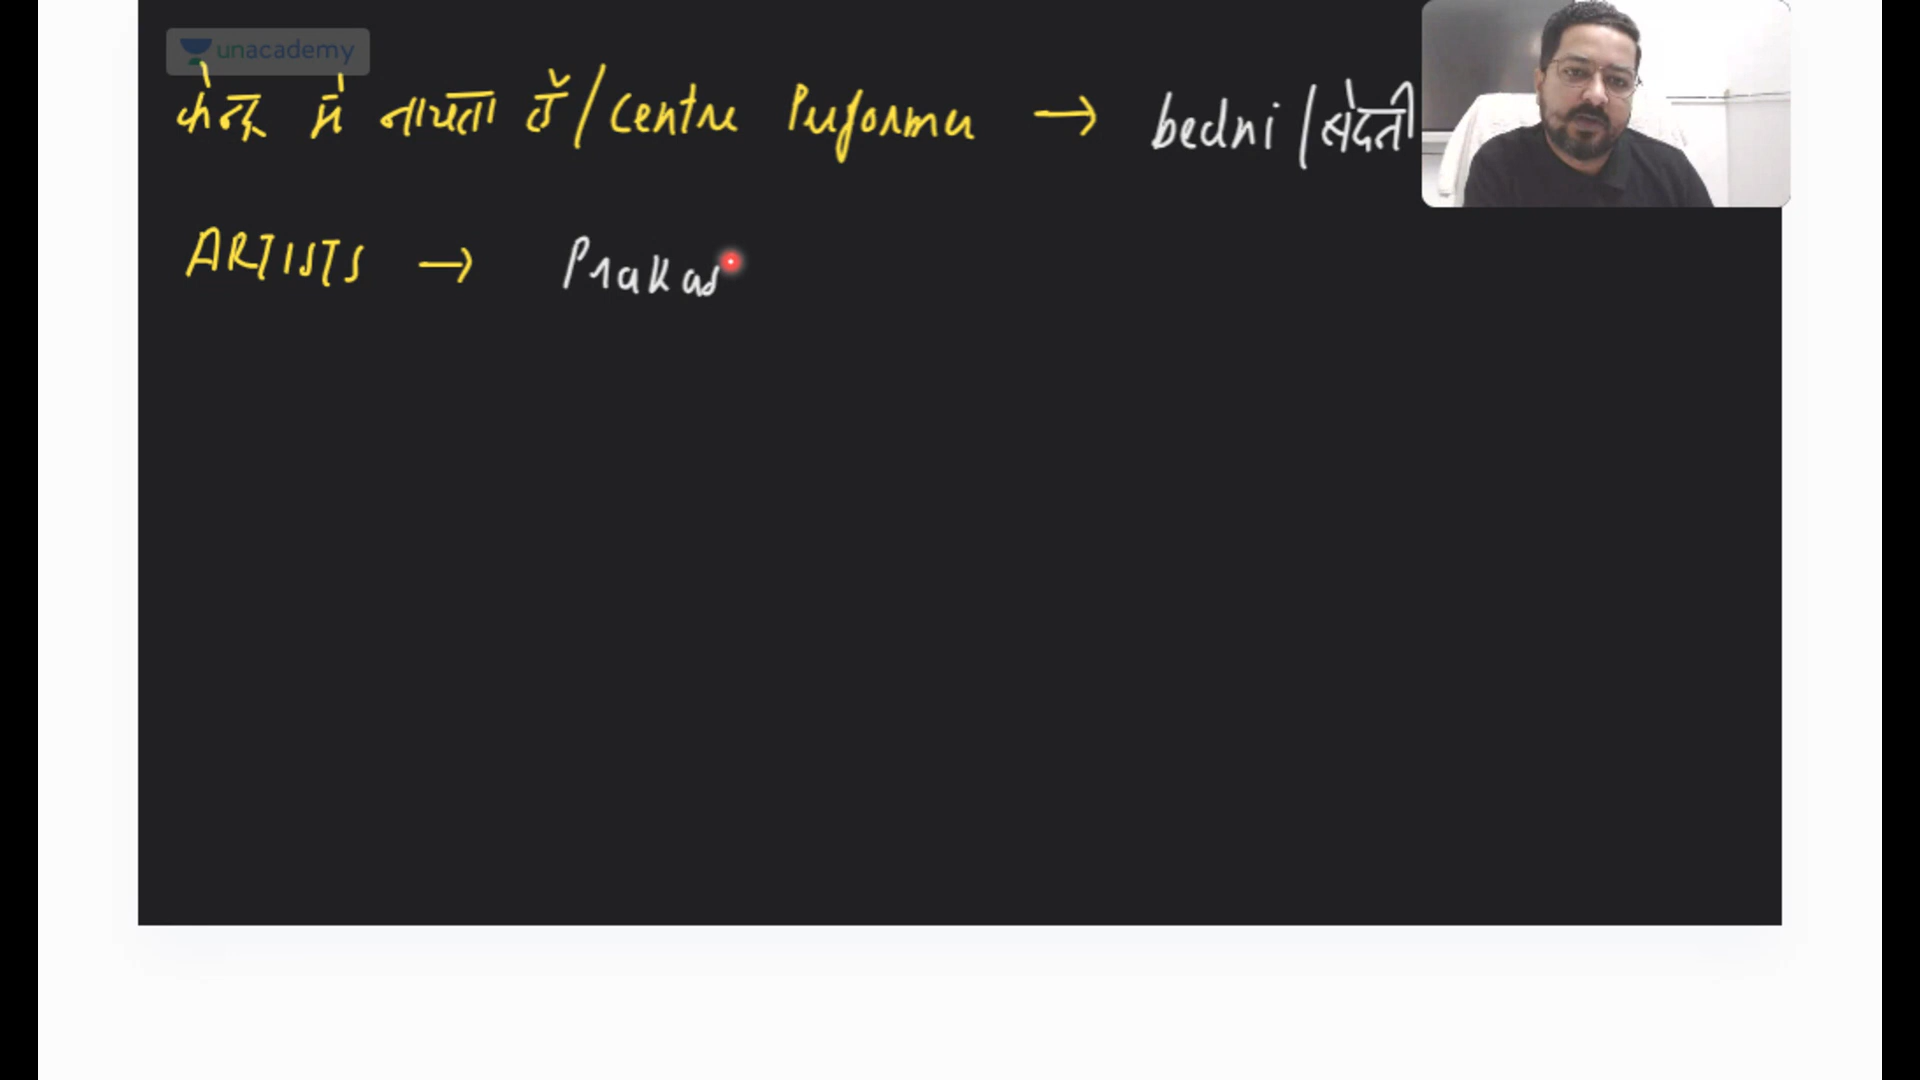 unacademy
केन्द्र में नाचता है / Centre Performer → bedni / बेदनी
ARTISTS → Prakas